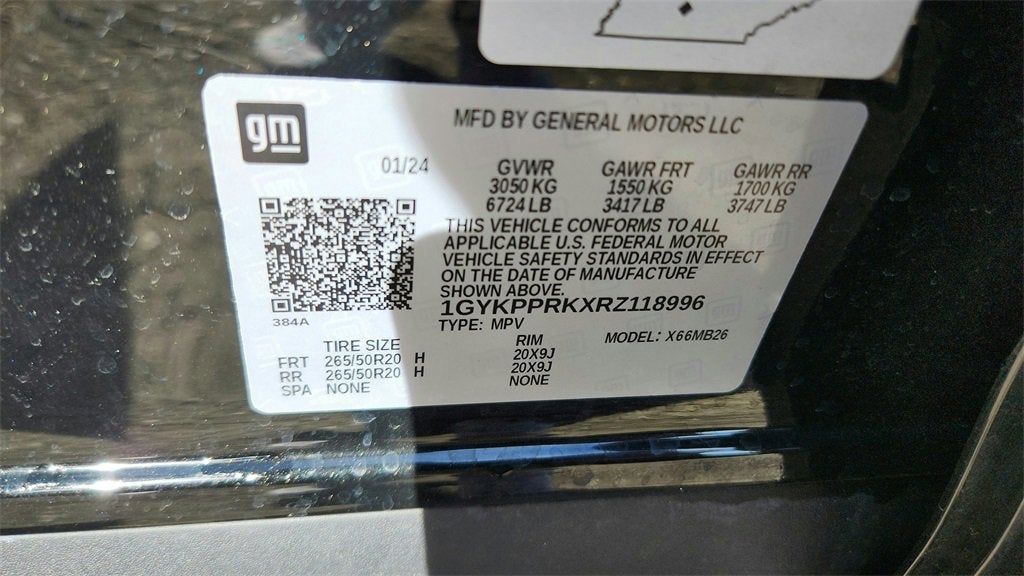 gm
MFD BY GENERAL MOTORS LLC
01/24 GVWR GAWR FRT GAWR RR
3050 KG 1550 KG 1700 KG
6724 LB 3417 LB 3747 LB
THIS VEHICLE CONFORMS TO ALL
APPLICABLE U.S. FEDERAL MOTOR
VEHICLE SAFETY STANDARDS IN EFFECT
ON THE DATE OF MANUFACTURE
SHOWN ABOVE.
1GYKPPRKXRZ118996
384A
TYPE: MPV MODEL: X66MB26
TIRE SIZE RIM
FRT 265/50R20 H 20X9J
RR 265/50R20 H 20X9J
SPA NONE NONE